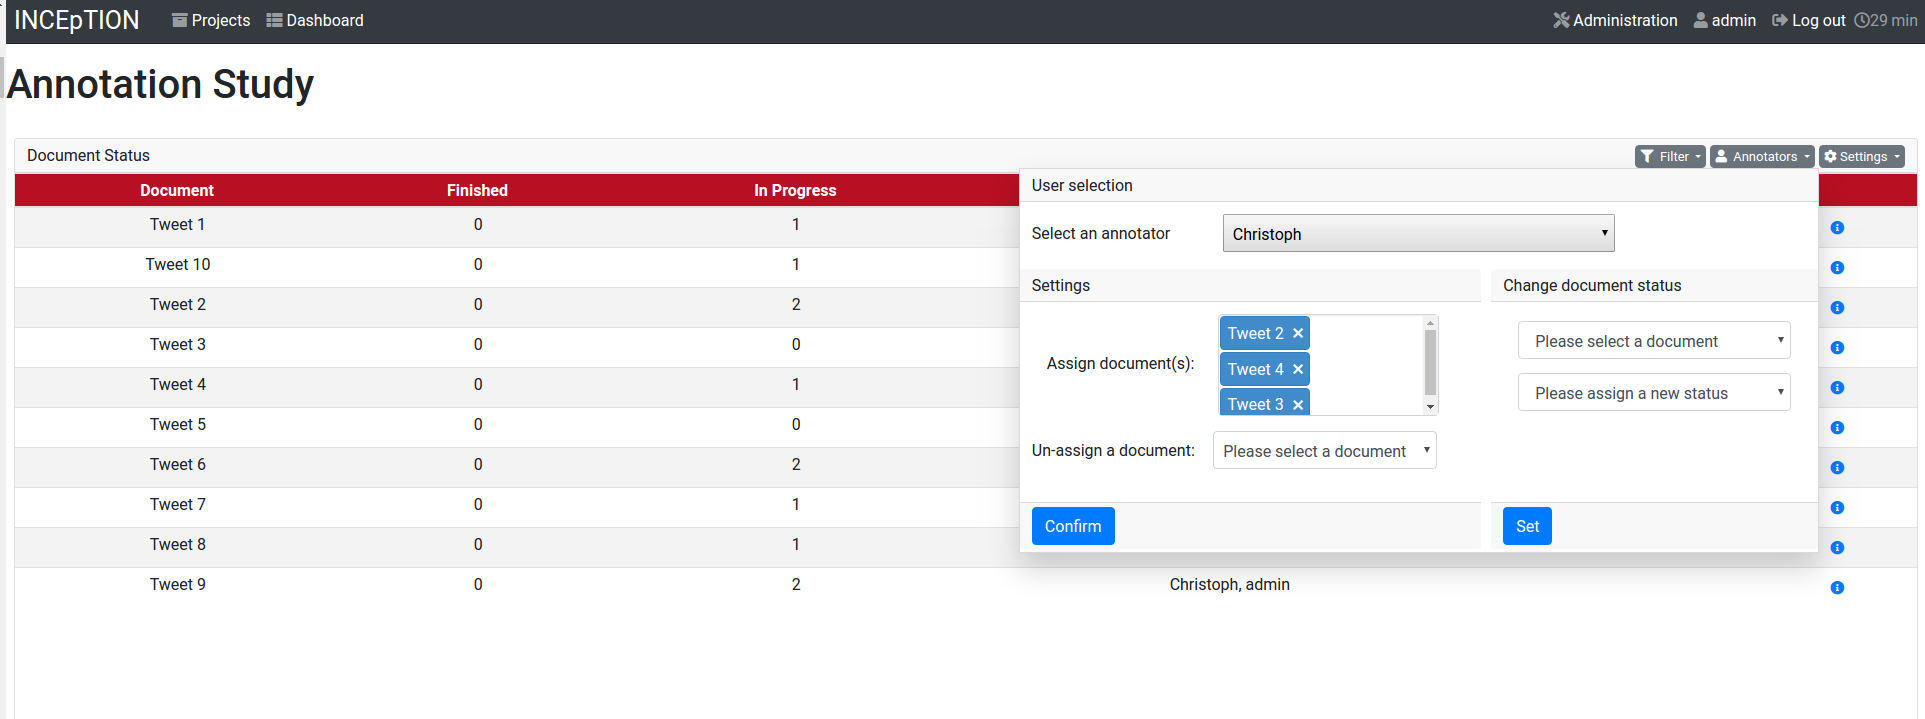 INCEpTION Projects Dashboard Administration admin Log out 29 min
Annotation Study
Document Status Filter Annotators Settings
Document Finished In Progress
User selection
Tweet 1 0 1
Select an annotator Christoph
Tweet 10 0 1
Settings Change document status
Tweet 2 0 2
Tweet 2
Tweet 3 0 0
Please select a document
Assign document(s):
Tweet 4
Tweet 4 0 1
Please assign a new status
Tweet 3
Tweet 5 0 0
Un-assign a document: Please select a document
Tweet 6 0 2
Tweet 7 0 1
Confirm Set
Tweet 8 0 1
Tweet 9 0 2 Christoph, admin